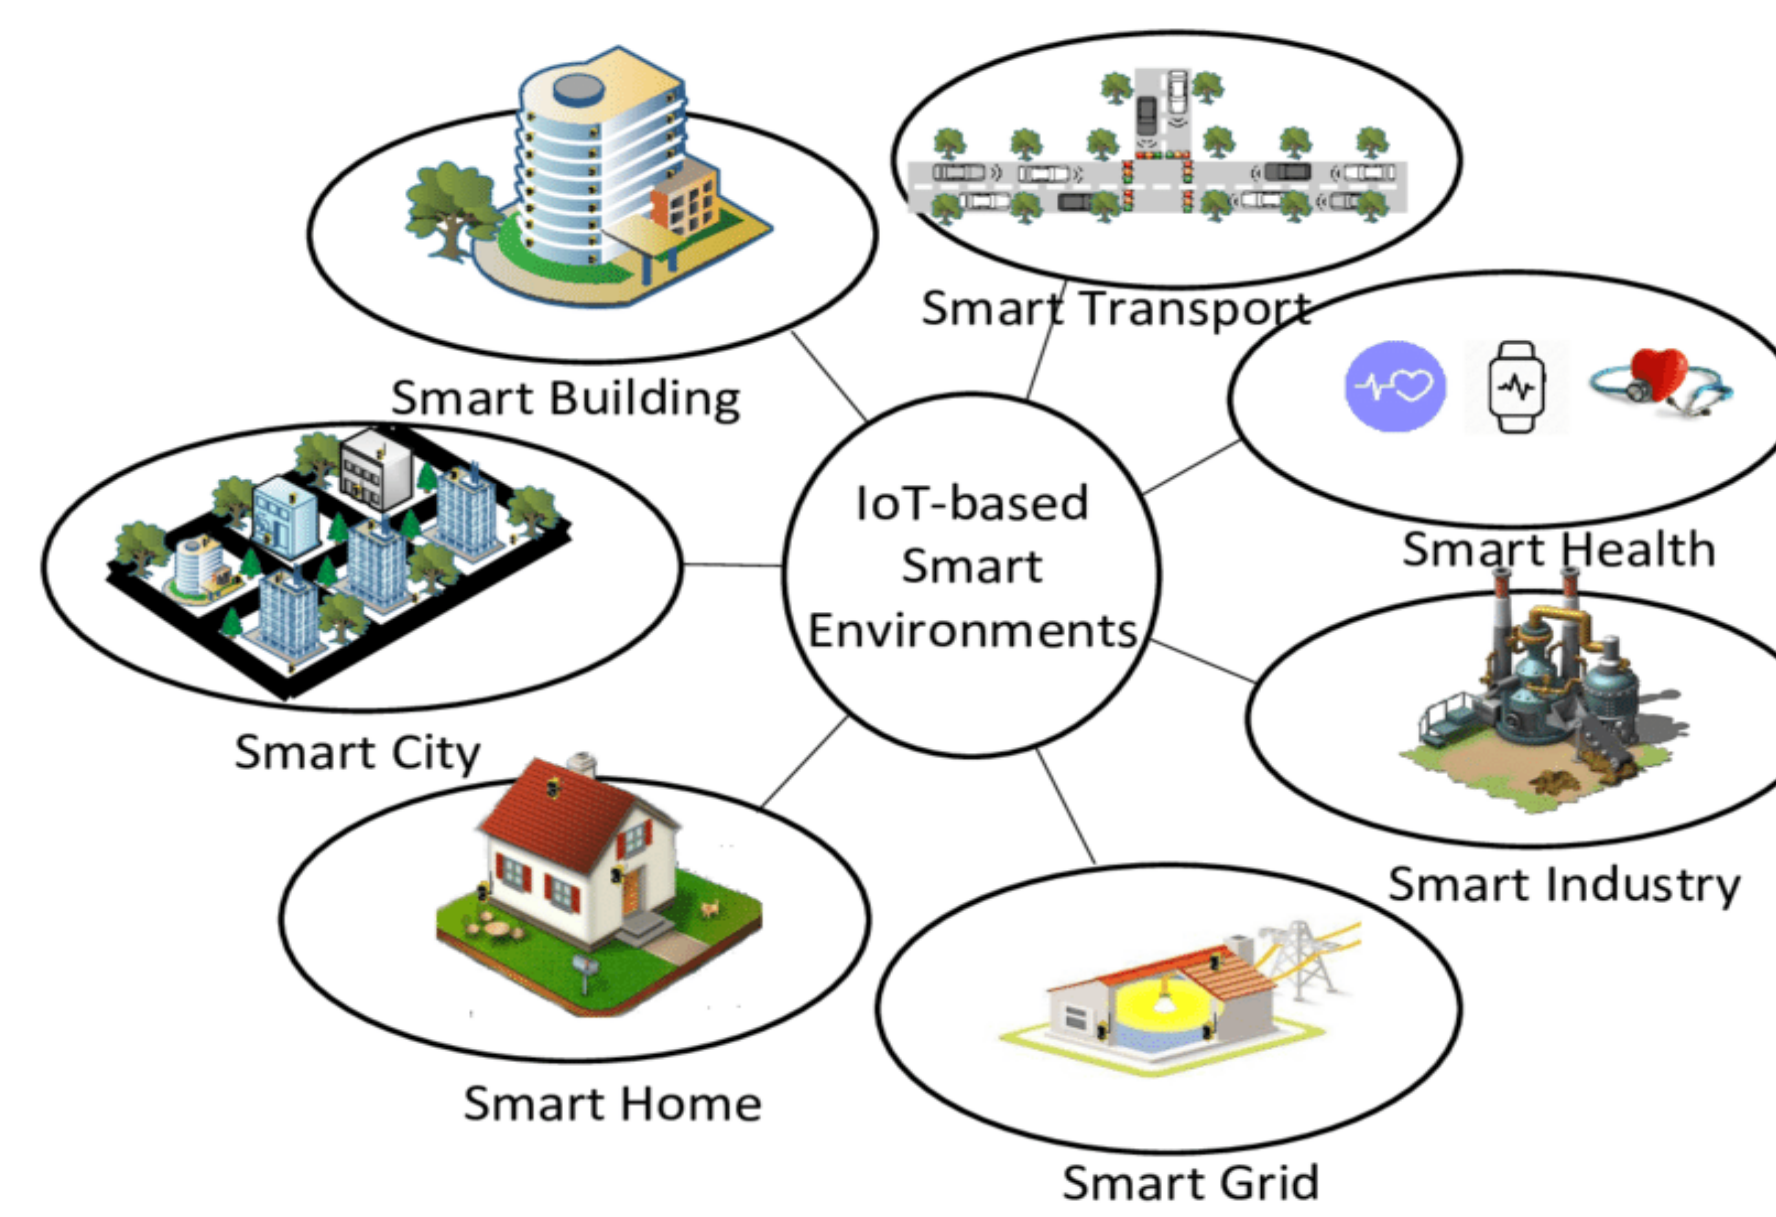 Smart Transport
Smart Building
IoT-based
Smart
Environments
Smart Health
Smart City
Smart Industry
Smart Home
Smart Grid